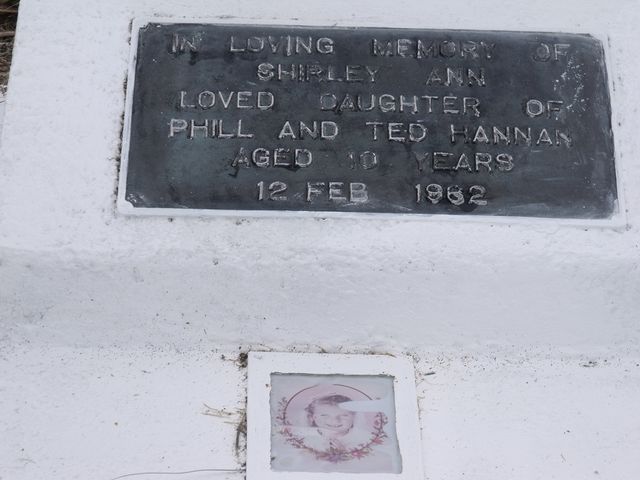 IN LOVING MEMORY OF
SHIRLEY ANN
LOVED DAUGHTER OF
PHILL AND TED HANNAN
AGED 10 YEARS
12 FEB 1962